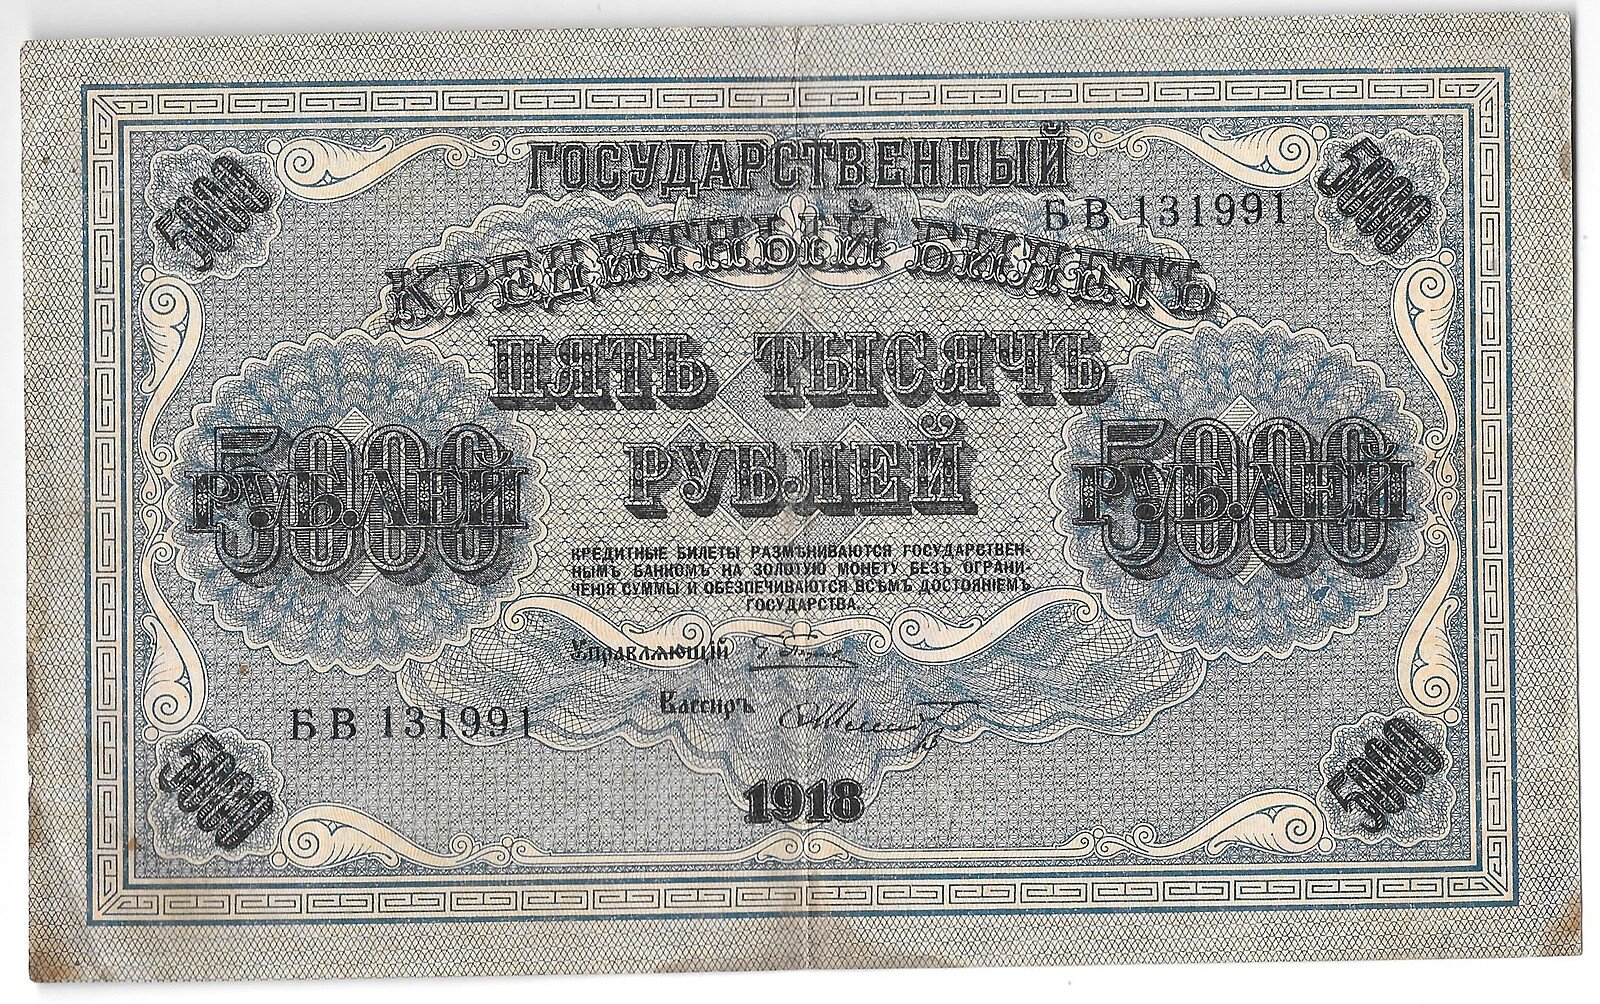 5000
ГОСУДАРСТВЕННЫЙ
5000
БВ 131991
КРЕДИТНЫЙ БИЛЕТЪ
ПЯТЬ ТЫСЯЧЪ
РУБЛЕЙ
5000
РУБЛЕЙ
5000
РУБЛЕЙ
КРЕДИТНЫЕ БИЛЕТЫ РАЗМѢНИВАЮТСЯ ГОСУДАРСТВЕН-
НЫМЪ БАНКОМЪ НА ЗОЛОТУЮ МОНЕТУ БЕЗЪ ОГРАНИ-
ЧЕНІЯ СУММЫ И ОБЕЗПЕЧИВАЮТСЯ ВСѢМЪ ДОСТОЯНІЕМЪ
ГОСУДАРСТВА.
Управляющій
Кассиръ
БВ 131991
5000
1918
5000